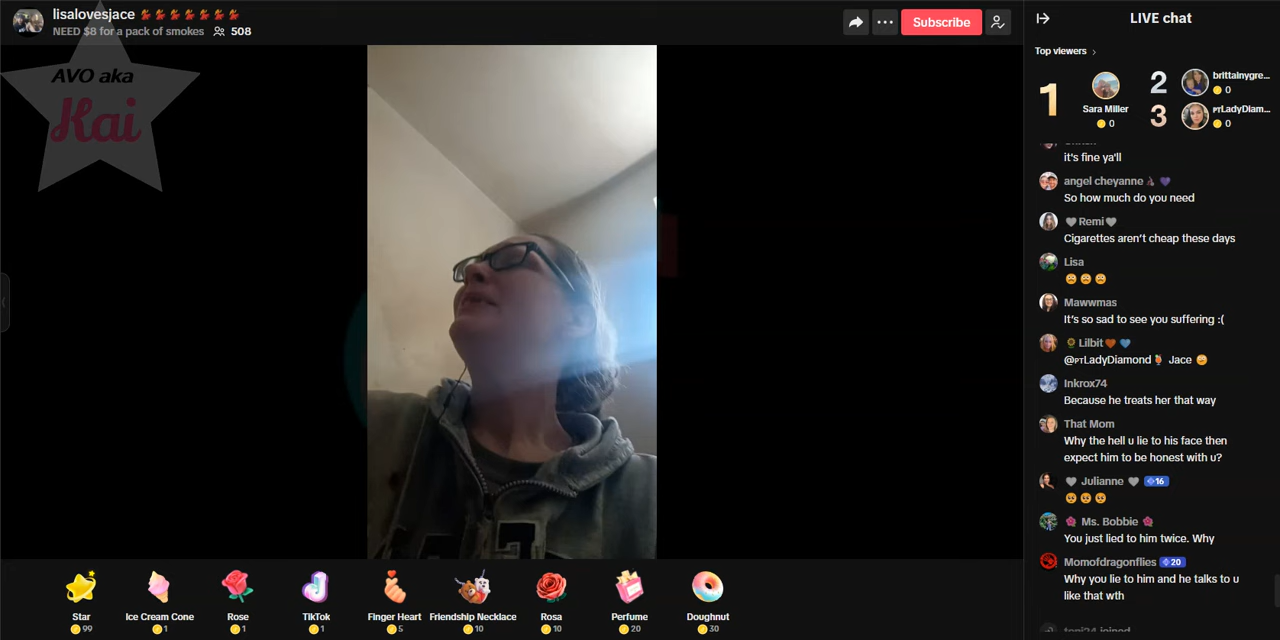 lisalovesjace
NEED $8 for a pack of smokes 508
Subscribe
LIVE chat
AVO aka
Kai
Top viewers
1
Sara Miller
0
2
brittainygre...
0
3
PTLadyDiam...
0
it's fine ya'll
angel cheyanne
So how much do you need
Remi
Cigarettes aren't cheap these days
Lisa
Mawwmas
It's so sad to see you suffering :(
Lilbit
@PTLadyDiamond Jace
Inkrox74
Because he treats her that way
That Mom
Why the hell u lie to his face then
expect him to be honest with u?
Julianne 16
Ms. Bobbie
You just lied to him twice. Why
Momofdragonflies 20
Why you lie to him and he talks to u
like that wth
joined
Star
99
Ice Cream Cone
1
Rose
1
TikTok
1
Finger Heart
5
Friendship Necklace
10
Rosa
10
Perfume
20
Doughnut
30